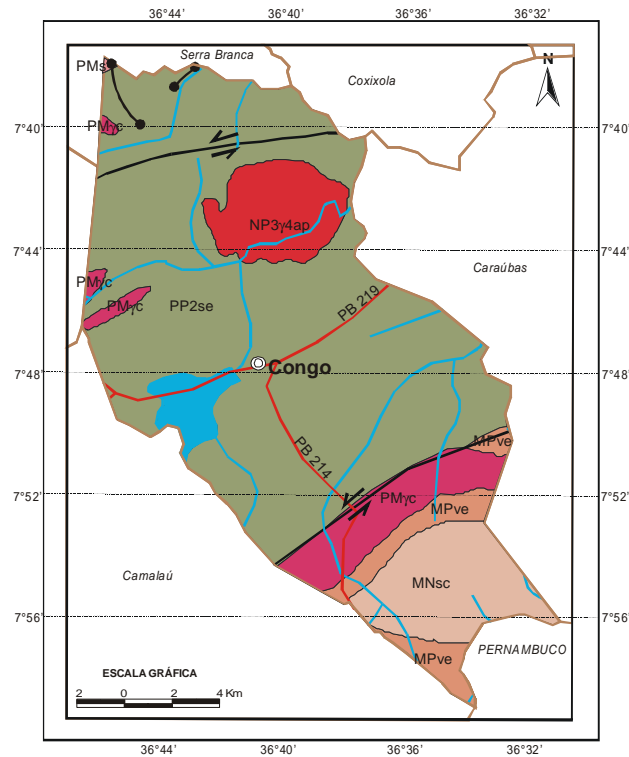 36°44' 36°40' 36°36' 36°32'
Serra Branca
PMs
Coxixola
N
7°40' 7°40'
PMγc
NP3γ4ap
7°44' 7°44'
Caraúbas
PMγc
PMγc
PP2se
PB 219
Congo
7°48' 7°48'
MPve
PB 214
7°52' 7°52'
PMγc
MPve
Camalaú
MNsc
7°56' 7°56'
PERNAMBUCO
MPve
ESCALA GRÁFICA
2 0 2 4 Km
36°44' 36°40' 36°36' 36°32'